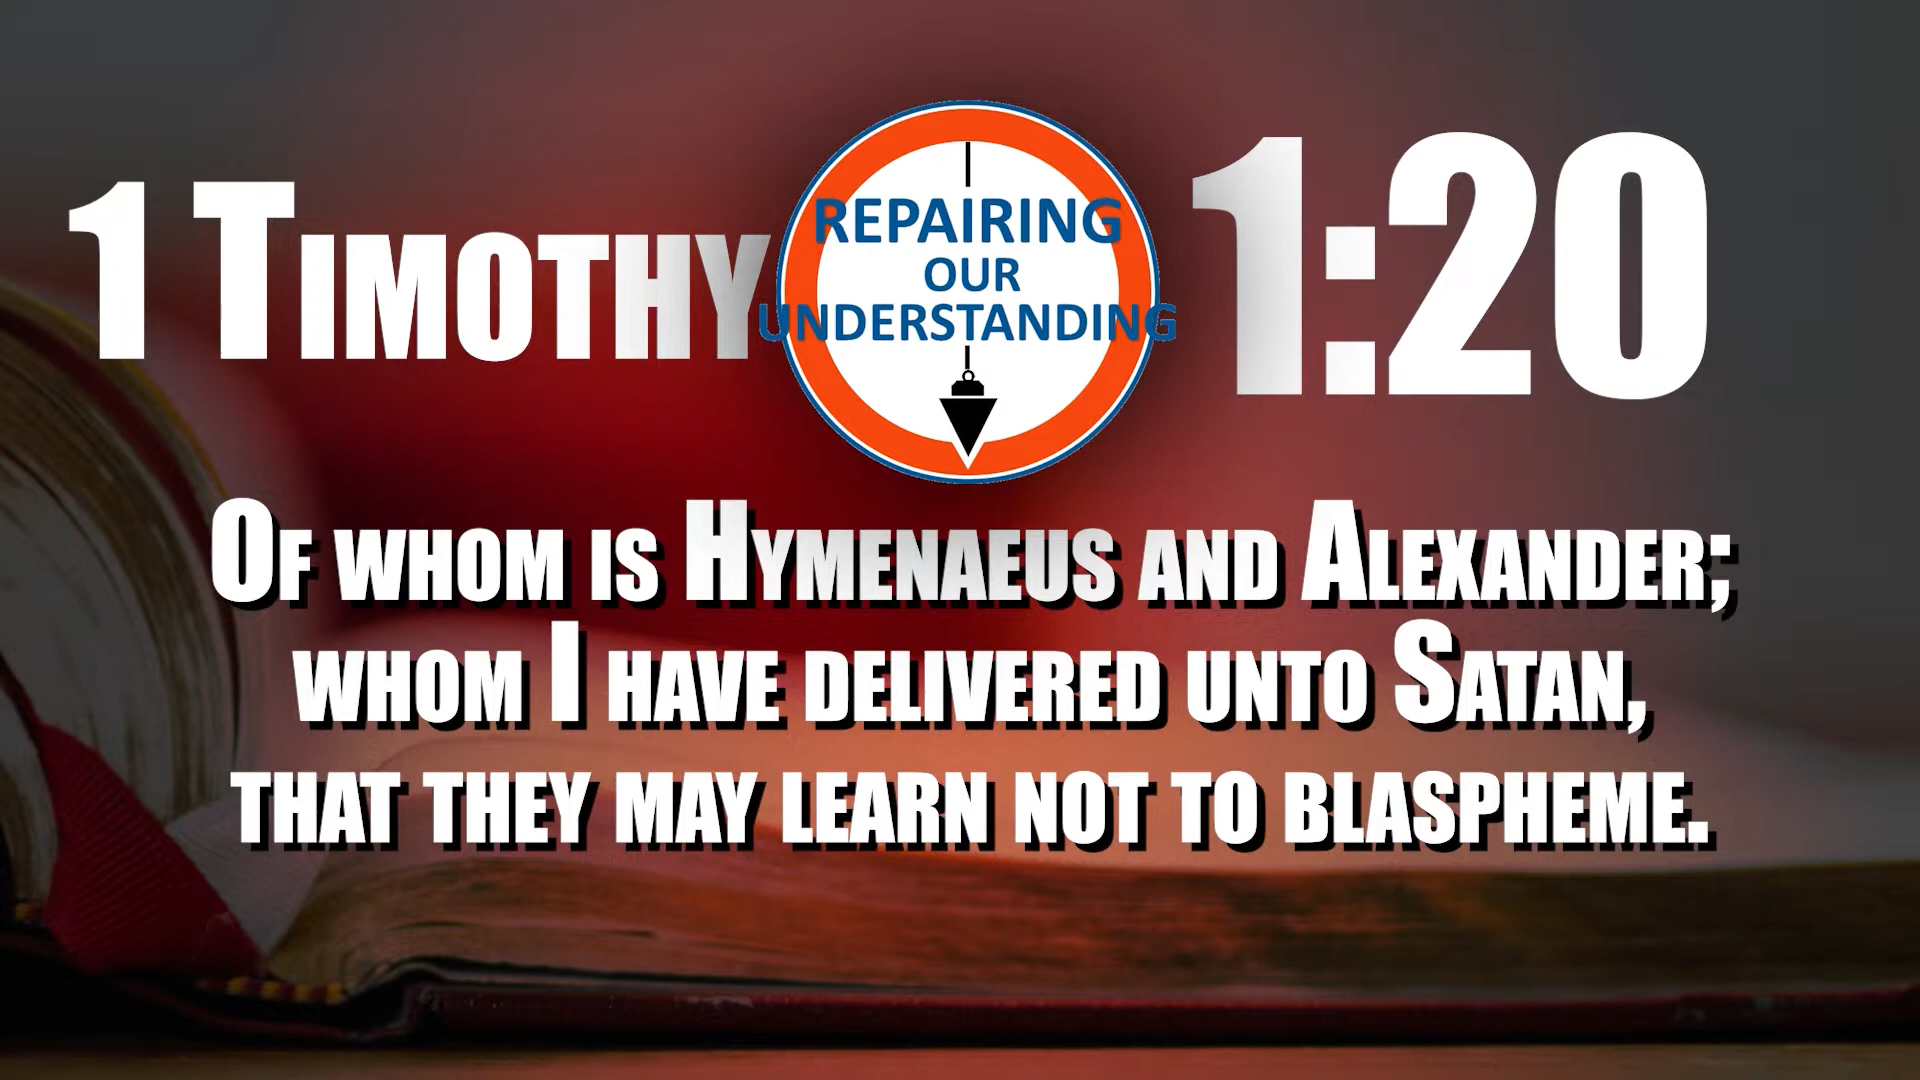 1 Timothy 1:20
REPAIRING
OUR
UNDERSTANDING
Of whom is Hymenaeus and Alexander;
whom I have delivered unto Satan,
that they may learn not to blaspheme.